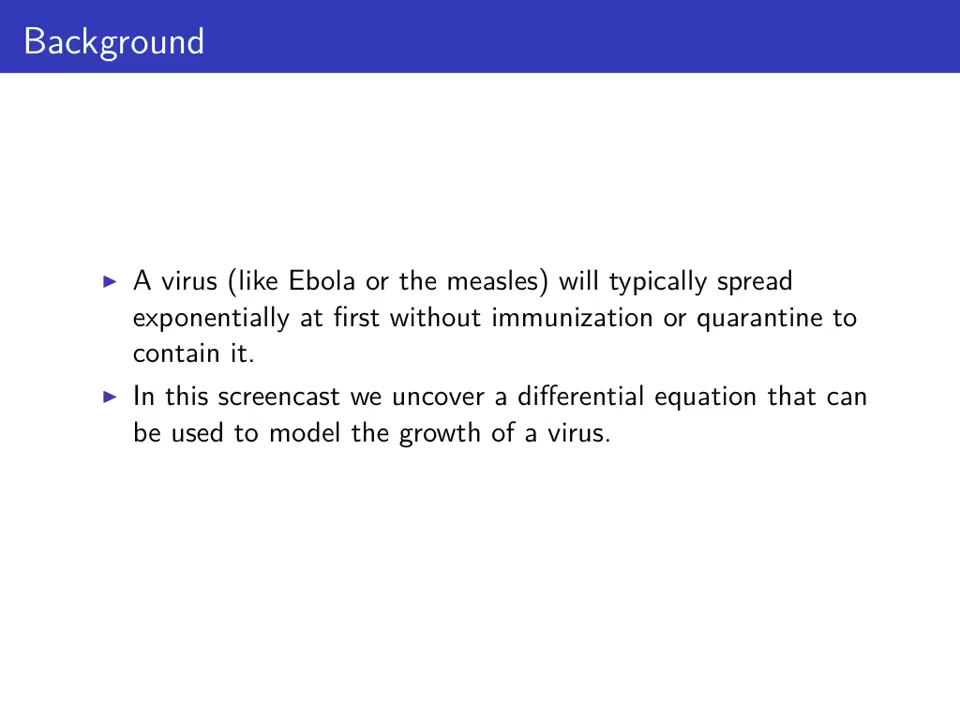 Background
▶ A virus (like Ebola or the measles) will typically spread
exponentially at first without immunization or quarantine to
contain it.
▶ In this screencast we uncover a differential equation that can
be used to model the growth of a virus.